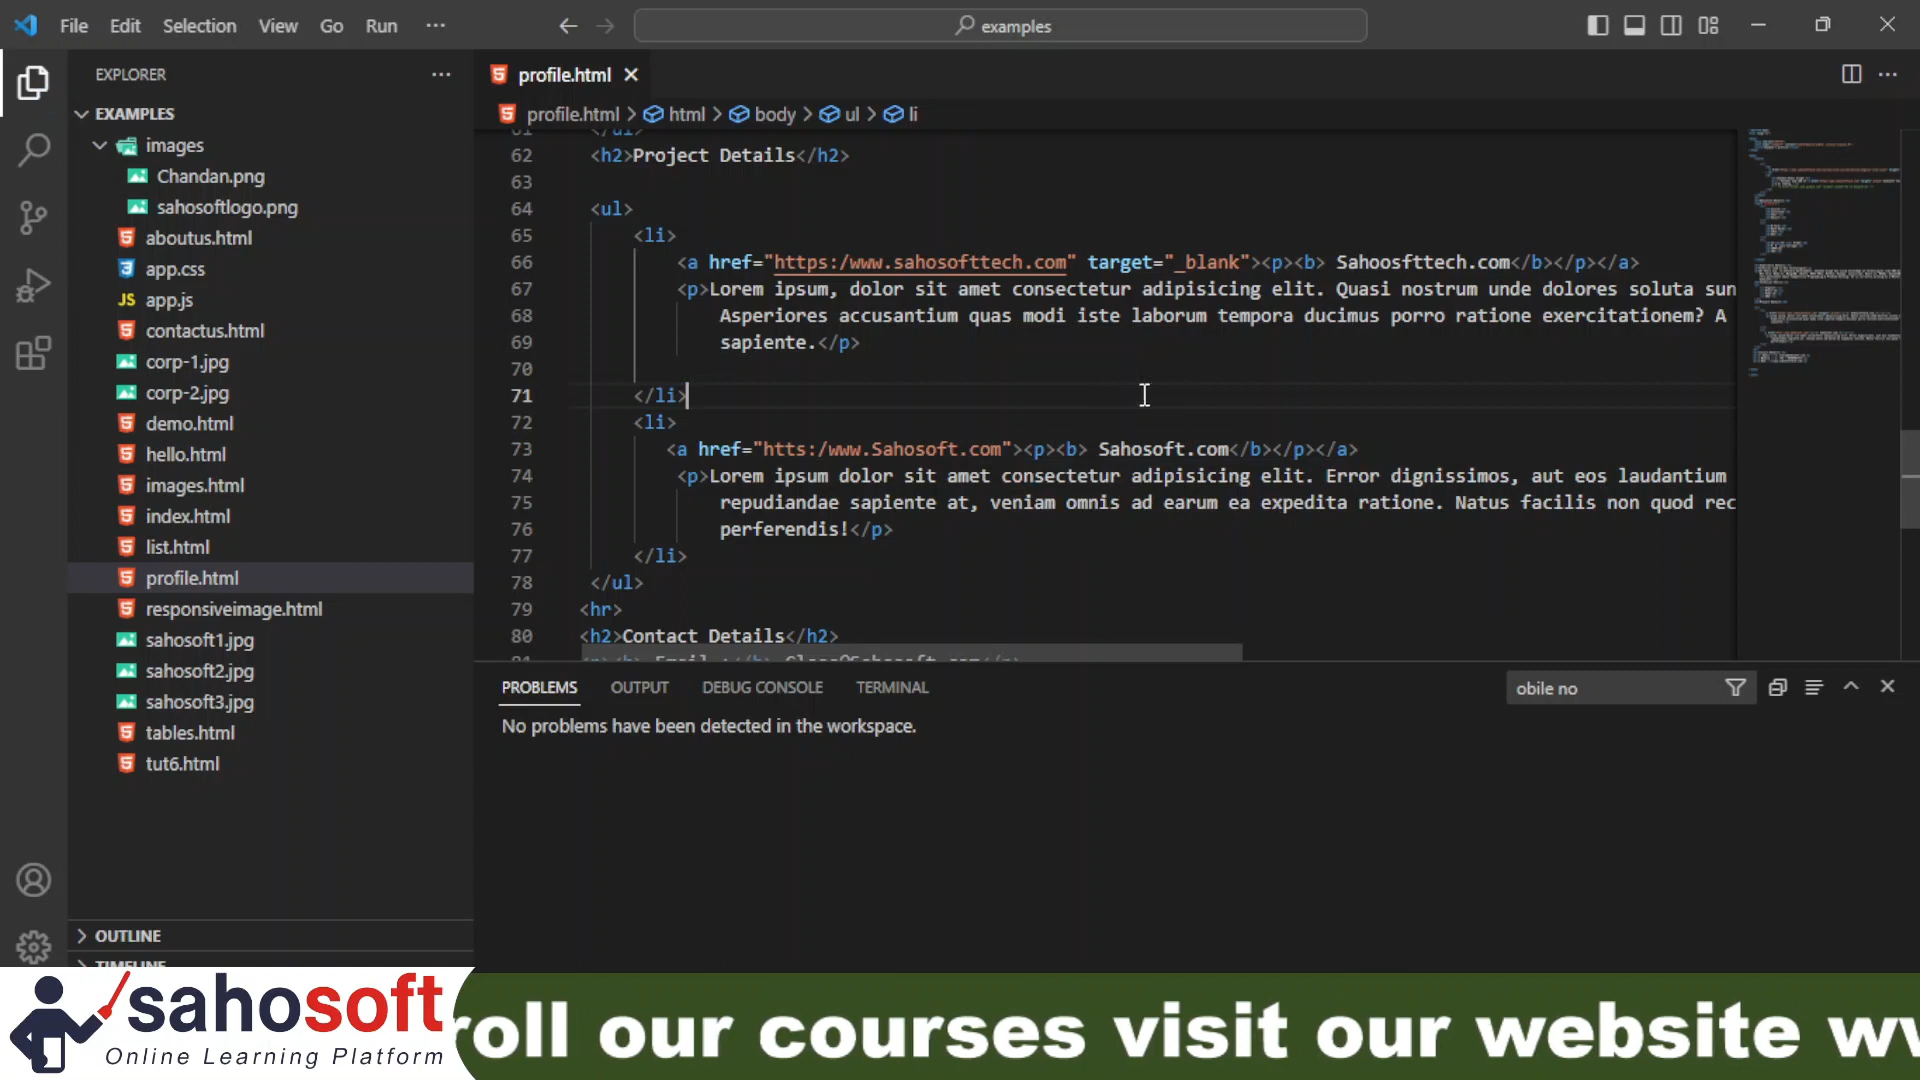 File Edit Selection View Go Run ··· examples
EXPLORER ···
EXAMPLES
images
Chandan.png
sahosoftlogo.png
aboutus.html
app.css
JS app.js
contactus.html
corp-1.jpg
corp-2.jpg
demo.html
hello.html
images.html
index.html
list.html
profile.html
responsiveimage.html
sahosoft1.jpg
sahosoft2.jpg
sahosoft3.jpg
tables.html
tut6.html
OUTLINE
TIMELINE
profile.html
profile.html > html > body > ul > li
61 </ul>
62 <h2>Project Details</h2>
63
64 <ul>
65 <li>
66 <a href="https:/www.sahosofttech.com" target="_blank"><p><b> Sahoosfttech.com</b></p></a>
67 <p>Lorem ipsum, dolor sit amet consectetur adipisicing elit. Quasi nostrum unde dolores soluta sun
68 Asperiores accusantium quas modi iste laborum tempora ducimus porro ratione exercitationem? A
69 sapiente.</p>
70
71 </li>
72 <li>
73 <a href="htts:/www.Sahosoft.com"><p><b> Sahosoft.com</b></p></a>
74 <p>Lorem ipsum dolor sit amet consectetur adipisicing elit. Error dignissimos, aut eos laudantium
75 repudiandae sapiente at, veniam omnis ad earum ea expedita ratione. Natus facilis non quod rec
76 perferendis!</p>
77 </li>
78 </ul>
79 <hr>
80 <h2>Contact Details</h2>
PROBLEMS OUTPUT DEBUG CONSOLE TERMINAL obile no
No problems have been detected in the workspace.
sahosoft
Online Learning Platform
roll our courses visit our website wv